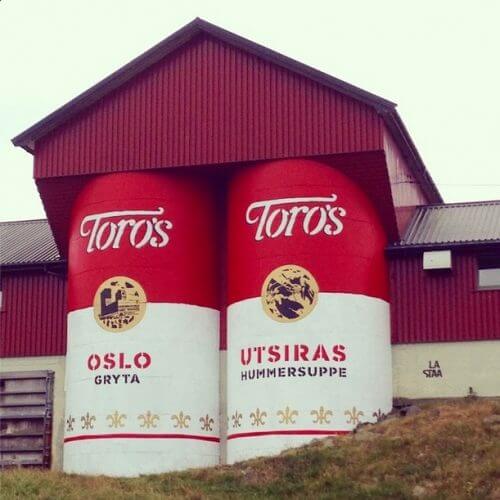 TORO'S
OSLO
GRYTA
TORO'S
UTSIRAS
HUMMERSUPPE
LA
STAA